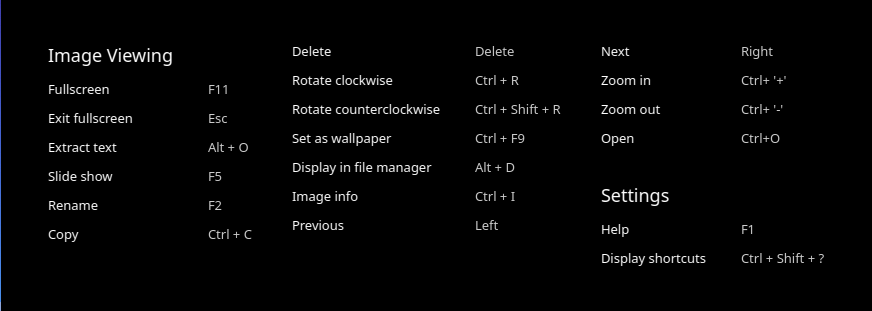 Image Viewing
Fullscreen F11
Exit fullscreen Esc
Extract text Alt + O
Slide show F5
Rename F2
Copy Ctrl + C
Delete Delete
Rotate clockwise Ctrl + R
Rotate counterclockwise Ctrl + Shift + R
Set as wallpaper Ctrl + F9
Display in file manager Alt + D
Image info Ctrl + I
Previous Left
Next Right
Zoom in Ctrl+ '+'
Zoom out Ctrl+ '-'
Open Ctrl+O
Settings
Help F1
Display shortcuts Ctrl + Shift + ?